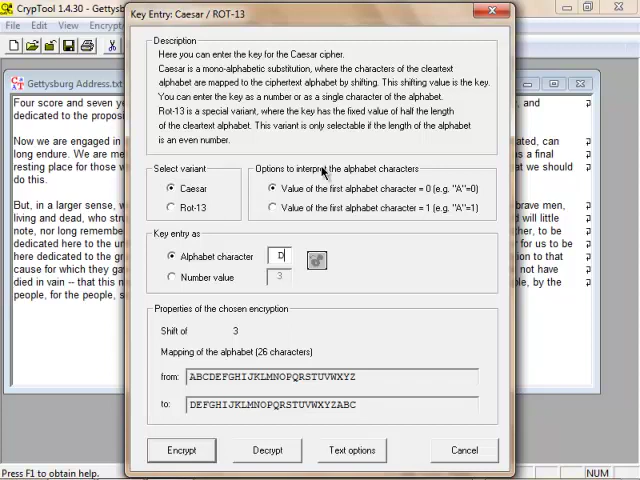 CrypTool 1.4.30 - Gettysb
Key Entry: Caesar / ROT-13
File Edit View Encrypt
Description
Here you can enter the key for the Caesar cipher.
Caesar is a mono-alphabetic substitution, where the characters of the cleartext
alphabet are mapped to the ciphertext alphabet by shifting. This shifting value is the key.
You can enter the key as a number or as a single character of the alphabet.
Rot-13 is a special variant, where the key has the fixed value of half the length
of the cleartext alphabet. This variant is only selectable if the length of the alphabet
is an even number.
Gettysburg Address.txt
Four score and seven ye
, and
dedicated to the proposi
Now we are engaged in
ated, can
long endure. We are me
as a final
resting place for those w
we should
do this.
But, in a larger sense, w
brave men,
living and dead, who stru
d will little
note, nor long remember
ther, to be
dedicated here to the un
for us to be
here dedicated to the gr
tion to that
cause for which they ga
not have
died in vain -- that this n
d, by the
people, for the people, s
Select variant
Caesar
Rot-13
Options to interpret the alphabet characters
Value of the first alphabet character = 0 (e.g. "A"=0)
Value of the first alphabet character = 1 (e.g. "A"=1)
Key entry as
Alphabet character D
Number value 3
Properties of the chosen encryption
Shift of 3
Mapping of the alphabet (26 characters)
from: ABCDEFGHIJKLMNOPQRSTUVWXYZ
to: DEFGHIJKLMNOPQRSTUVWXYZABC
Encrypt Decrypt Text options Cancel
Press F1 to obtain help.
NUM